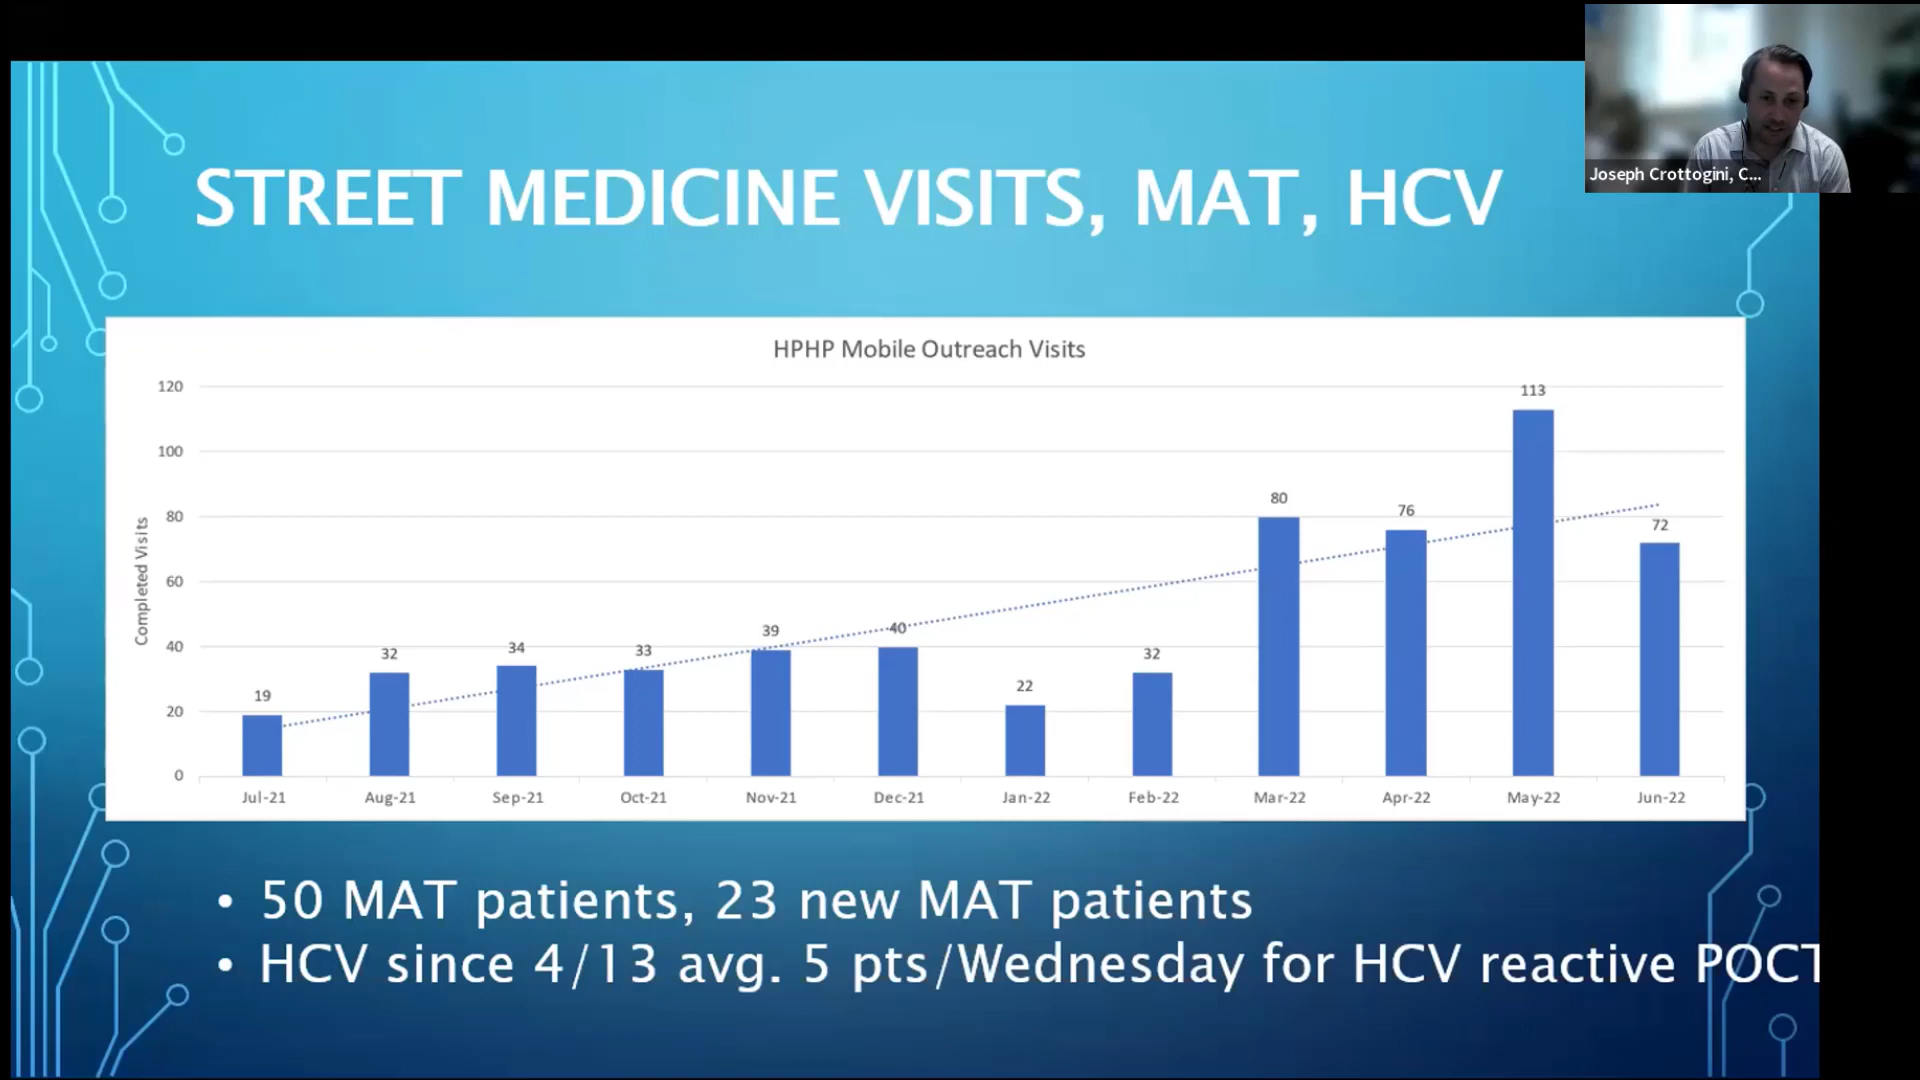 Joseph Crottogini, C...
STREET MEDICINE VISITS, MAT, HCV
HPHP Mobile Outreach Visits
Completed Visits
120
100
80
60
40
20
0
19
32
34
33
39
40
22
32
80
76
113
72
Jul-21
Aug-21
Sep-21
Oct-21
Nov-21
Dec-21
Jan-22
Feb-22
Mar-22
Apr-22
May-22
Jun-22
• 50 MAT patients, 23 new MAT patients
• HCV since 4/13 avg. 5 pts/Wednesday for HCV reactive POCT